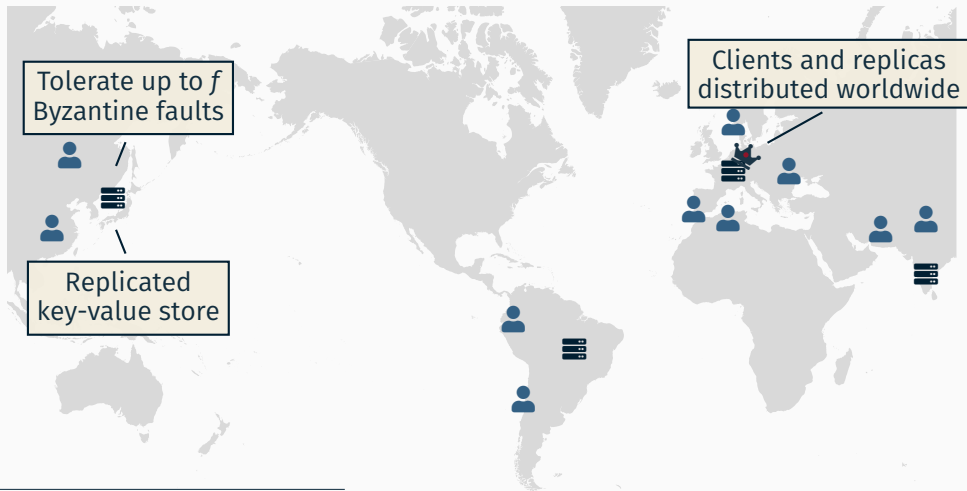 Tolerate up to f
Byzantine faults
Clients and replicas
distributed worldwide
Replicated
key-value store